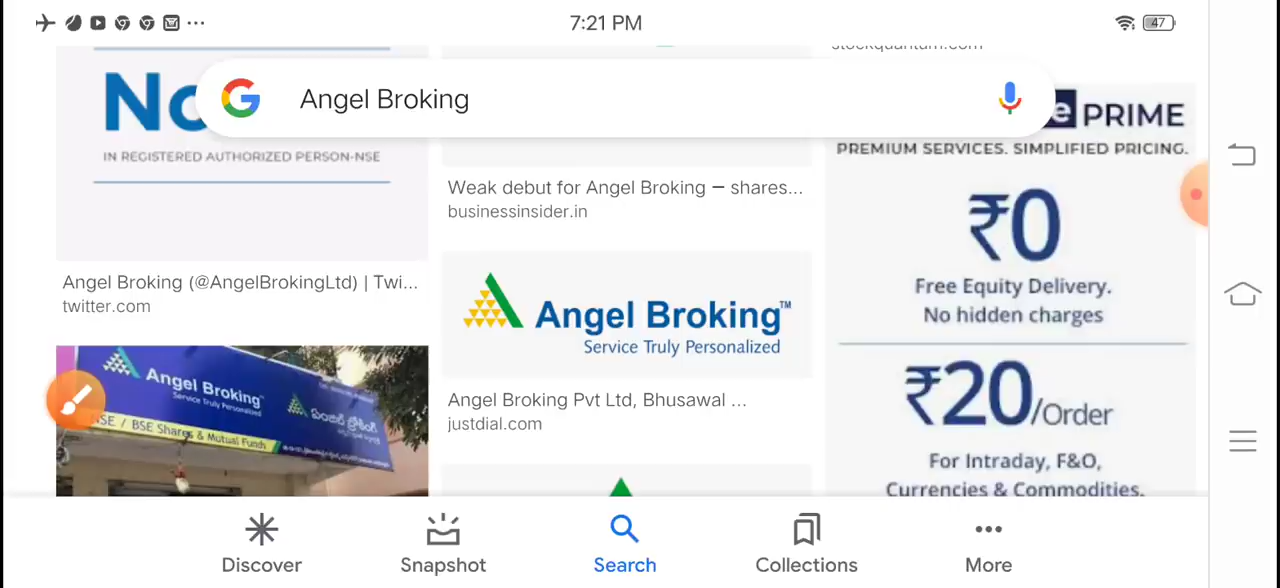 7:21 PM
47
Angel Broking
No
IN REGISTERED AUTHORIZED PERSON-NSE
Angel Broking (@AngelBrokingLtd) | Twi...
twitter.com
Angel Broking
Service Truly Personalized
ఏంజెల్ బ్రోకింగ్
NSE / BSE Shares & Mutual Funds
Weak debut for Angel Broking – shares...
businessinsider.in
Angel Broking™
Service Truly Personalized
Angel Broking Pvt Ltd, Bhusawal ...
justdial.com
stockquantum.com
e PRIME
PREMIUM SERVICES. SIMPLIFIED PRICING.
₹0
Free Equity Delivery.
No hidden charges
₹20/Order
For Intraday, F&O,
Currencies & Commodities.
Discover
Snapshot
Search
Collections
More